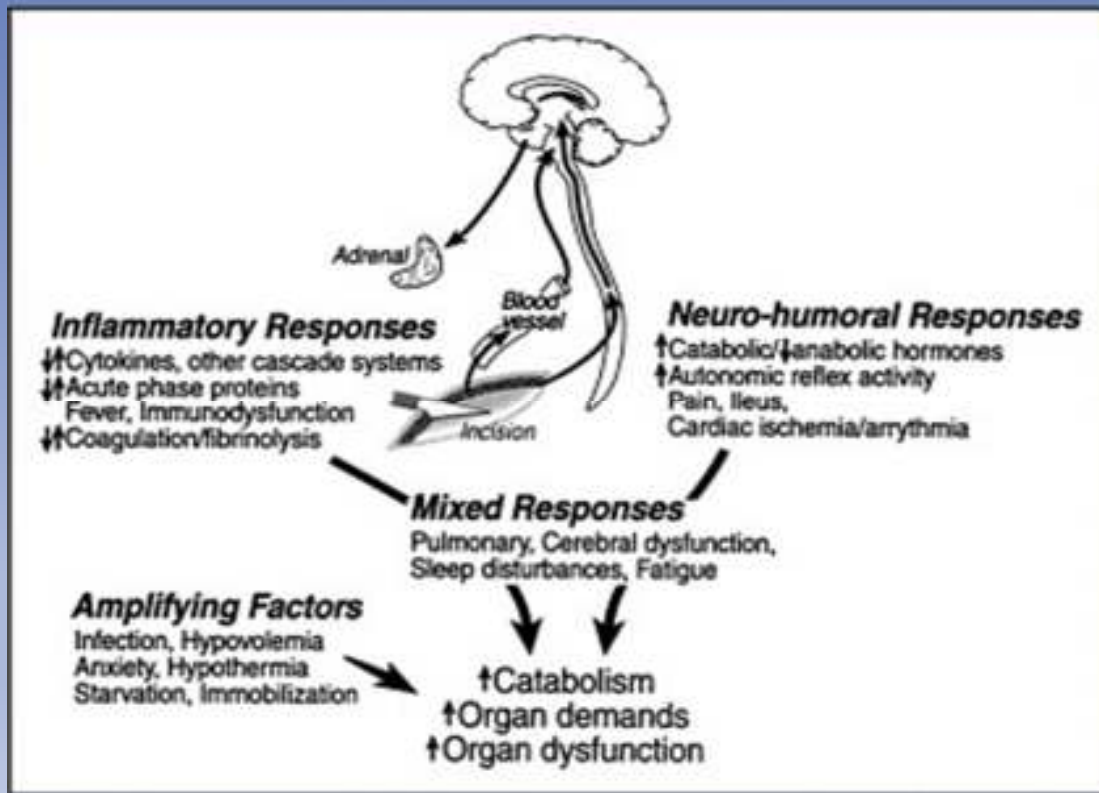 Adrenal
Blood
vessel
Incision
Inflammatory Responses
↓↑Cytokines, other cascade systems
↓↑Acute phase proteins
Fever, Immunodysfunction
↓↑Coagulation/fibrinolysis
Neuro-humoral Responses
↑Catabolic/↓anabolic hormones
↑Autonomic reflex activity
Pain, Ileus,
Cardiac ischemia/arrythmia
Mixed Responses
Pulmonary, Cerebral dysfunction,
Sleep disturbances, Fatigue
Amplifying Factors
Infection, Hypovolemia
Anxiety, Hypothermia
Starvation, Immobilization
↑Catabolism
↑Organ demands
↑Organ dysfunction